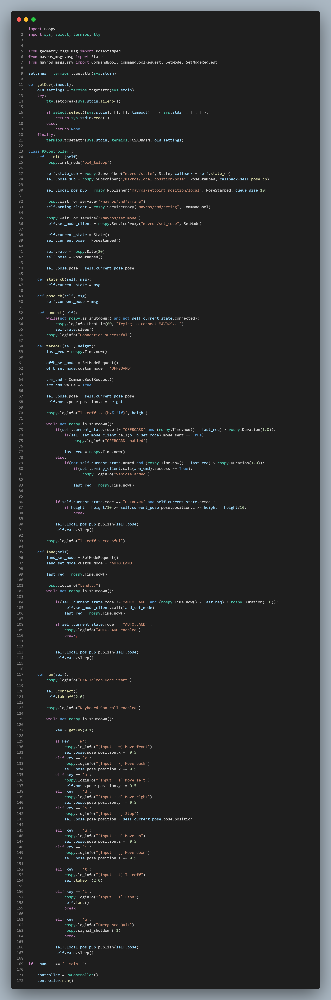 1 import rospy
2 import sys, select, termios, tty
3
4
5 from geometry_msgs.msg import PoseStamped
6 from mavros_msgs.msg import State
7 from mavros_msgs.srv import CommandBool, CommandBoolRequest, SetMode, SetModeRequest
8
9 settings = termios.tcgetattr(sys.stdin)
10
11 def getKey(timeout):
12     old_settings = termios.tcgetattr(sys.stdin)
13     try:
14         tty.setcbreak(sys.stdin.fileno())
15
16         if select.select([sys.stdin], [], [], timeout) == ([sys.stdin], [], []):
17             return sys.stdin.read(1)
18         else:
19             return None
20     finally:
21         termios.tcsetattr(sys.stdin, termios.TCSADRAIN, old_settings)
22
23 class PXController :
24     def __init__(self):
25         rospy.init_node('px4_teleop')
26
27         self.state_sub = rospy.Subscriber("mavros/state", State, callback = self.state_cb)
28         self.pose_sub = rospy.Subscriber("/mavros/local_position/pose", PoseStamped, callback=self.pose_cb)
29
30         self.local_pos_pub = rospy.Publisher("mavros/setpoint_position/local", PoseStamped, queue_size=10)
31
32         rospy.wait_for_service("/mavros/cmd/arming")
33         self.arming_client = rospy.ServiceProxy("mavros/cmd/arming", CommandBool)
34
35         rospy.wait_for_service("/mavros/set_mode")
36         self.set_mode_client = rospy.ServiceProxy("mavros/set_mode", SetMode)
37
38         self.current_state = State()
39         self.current_pose = PoseStamped()
40
41         self.rate = rospy.Rate(20)
42         self.pose = PoseStamped()
43
44         self.pose.pose = self.current_pose.pose
45
46     def state_cb(self, msg):
47         self.current_state = msg
48
49     def pose_cb(self, msg):
50         self.current_pose = msg
51
52     def connect(self):
53         while(not rospy.is_shutdown() and not self.current_state.connected):
54             rospy.loginfo_throttle(60, "Trying to connect MAVROS...")
55             self.rate.sleep()
56         rospy.loginfo("Connection successful")
57
58     def takeoff(self, height):
59         last_req = rospy.Time.now()
60
61         offb_set_mode = SetModeRequest()
62         offb_set_mode.custom_mode = 'OFFBOARD'
63
64         arm_cmd = CommandBoolRequest()
65         arm_cmd.value = True
66
67         self.pose.pose = self.current_pose.pose
68         self.pose.pose.position.z = height
69
70         rospy.loginfo("Takeoff... (h=%.2lf)", height)
71
72         while not rospy.is_shutdown():
73             if(self.current_state.mode != "OFFBOARD" and (rospy.Time.now() - last_req) > rospy.Duration(1.0)):
74                 if(self.set_mode_client.call(offb_set_mode).mode_sent == True):
75                     rospy.loginfo("OFFBOARD enabled")
76
77                 last_req = rospy.Time.now()
78             else:
79                 if(not self.current_state.armed and (rospy.Time.now() - last_req) > rospy.Duration(1.0)):
80                     if(self.arming_client.call(arm_cmd).success == True):
81                         rospy.loginfo("Vehicle armed")
82
83                     last_req = rospy.Time.now()
84
85
86             if self.current_state.mode == "OFFBOARD" and self.current_state.armed :
87                 if height + height/10 >= self.current_pose.pose.position.z >= height - height/10:
88                     break
89
90             self.local_pos_pub.publish(self.pose)
91             self.rate.sleep()
92
93         rospy.loginfo("Takeoff successful")
94
95     def land(self):
96         land_set_mode = SetModeRequest()
97         land_set_mode.custom_mode = 'AUTO.LAND'
98
99         last_req = rospy.Time.now()
100
101         rospy.loginfo("Land...")
102         while not rospy.is_shutdown():
103
104             if(self.current_state.mode != "AUTO.LAND" and (rospy.Time.now() - last_req) > rospy.Duration(1.0)):
105                 self.set_mode_client.call(land_set_mode)
106                 last_req = rospy.Time.now()
107
108             if self.current_state.mode == "AUTO.LAND" :
109                 rospy.loginfo("AUTO.LAND enabled")
110                 break;
111
112
113             self.local_pos_pub.publish(self.pose)
114             self.rate.sleep()
115
116
117     def run(self):
118         rospy.loginfo("PX4 Teleop Node Start")
119
120         self.connect()
121         self.takeoff(2.0)
122
123         rospy.loginfo("Keyboard Controll enabled")
124
125         while not rospy.is_shutdown():
126
127             key = getKey(0.1)
128
129             if key == 'w':
130                 rospy.loginfo("[Input : w] Move front")
131                 self.pose.pose.position.x += 0.5
132             elif key == 'x':
133                 rospy.loginfo("[Input : x] Move back")
134                 self.pose.pose.position.x -= 0.5
135             elif key == 'a':
136                 rospy.loginfo("[Input : a] Move left")
137                 self.pose.pose.position.y += 0.5
138             elif key == 'd':
139                 rospy.loginfo("[Input : d] Move right")
140                 self.pose.pose.position.y -= 0.5
141             elif key == 's':
142                 rospy.loginfo("[Input : s] Stop")
143                 self.pose.pose.position = self.current_pose.pose.position
144
145             elif key == 'u':
146                 rospy.loginfo("[Input : u] Move up")
147                 self.pose.pose.position.z += 0.5
148             elif key == 'j':
149                 rospy.loginfo("[Input : j] Move down")
150                 self.pose.pose.position.z -= 0.5
151
152             elif key == 't':
153                 rospy.loginfo("[Input : t] Takeoff")
154                 self.takeoff(2.0)
155
156             elif key == 'l':
157                 rospy.loginfo("[Input : l] Land")
158                 self.land()
159                 break
160
161             elif key == 'q':
162                 rospy.loginfo("Emergence Quit")
163                 rospy.signal_shutdown(-1)
164                 break
165
166             self.local_pos_pub.publish(self.pose)
167             self.rate.sleep()
168
169 if __name__ == "__main__":
170
171     controller = PXController()
172     controller.run()